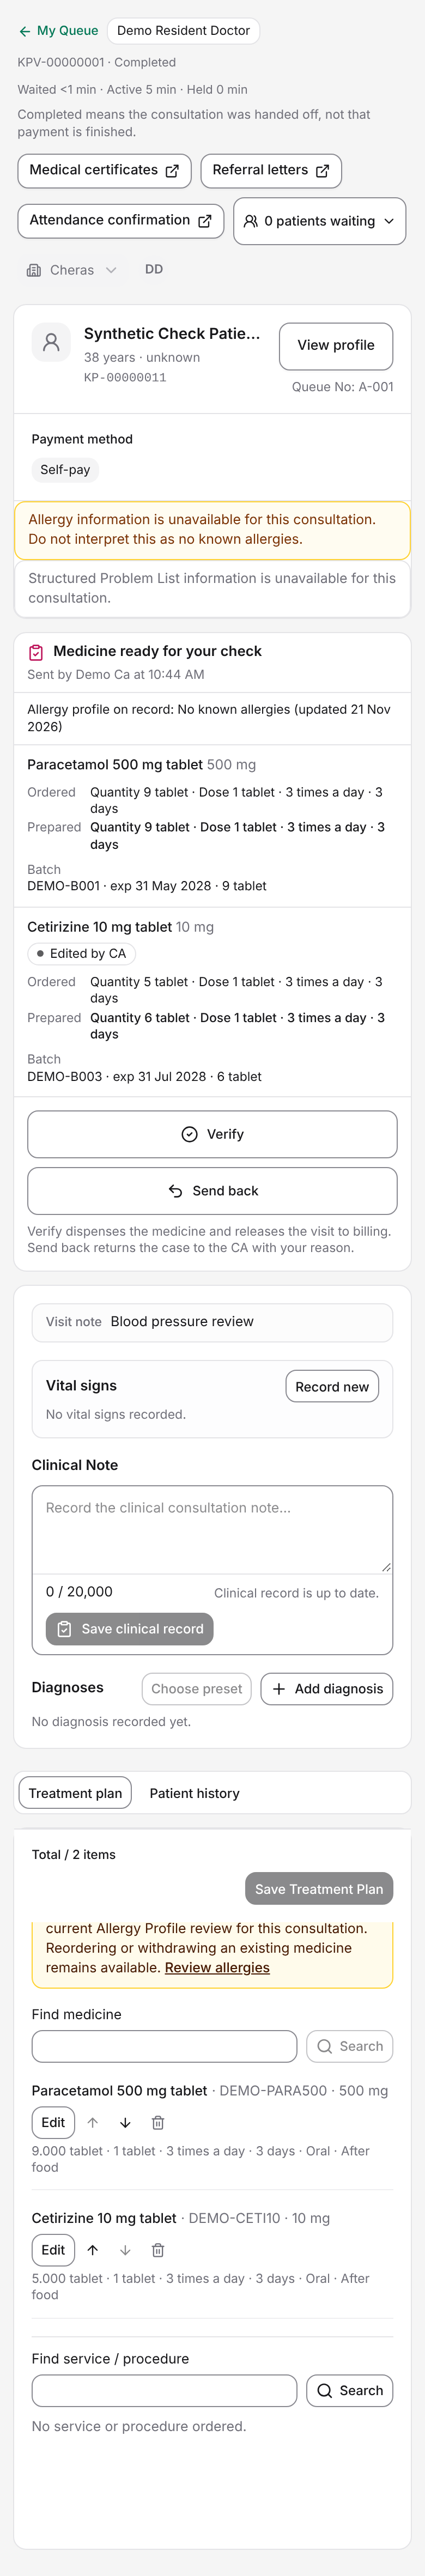 My Queue
Demo Resident Doctor
KPV-00000001 · Completed
Waited <1 min · Active 5 min · Held 0 min
Completed means the consultation was handed off, not that
payment is finished.
Medical certificates
Referral letters
Attendance confirmation
0 patients waiting
Cheras
DD
Synthetic Check Patie...
38 years · unknown
KP-00000011
View profile
Queue No: A-001
Payment method
Self-pay
Allergy information is unavailable for this consultation.
Do not interpret this as no known allergies.
Structured Problem List information is unavailable for this
consultation.
Medicine ready for your check
Sent by Demo Ca at 10:44 AM
Allergy profile on record: No known allergies (updated 21 Nov
2026)
Paracetamol 500 mg tablet 500 mg
Ordered Quantity 9 tablet · Dose 1 tablet · 3 times a day · 3
days
Prepared Quantity 9 tablet · Dose 1 tablet · 3 times a day · 3
days
Batch
DEMO-B001 · exp 31 May 2028 · 9 tablet
Cetirizine 10 mg tablet 10 mg
Edited by CA
Ordered Quantity 5 tablet · Dose 1 tablet · 3 times a day · 3
days
Prepared Quantity 6 tablet · Dose 1 tablet · 3 times a day · 3
days
Batch
DEMO-B003 · exp 31 Jul 2028 · 6 tablet
Verify
Send back
Verify dispenses the medicine and releases the visit to billing.
Send back returns the case to the CA with your reason.
Visit note Blood pressure review
Vital signs
Record new
No vital signs recorded.
Clinical Note
Record the clinical consultation note...
0 / 20,000
Clinical record is up to date.
Save clinical record
Diagnoses
Choose preset
Add diagnosis
No diagnosis recorded yet.
Treatment plan
Patient history
Total / 2 items
Save Treatment Plan
current Allergy Profile review for this consultation.
Reordering or withdrawing an existing medicine
remains available. Review allergies
Find medicine
Search
Paracetamol 500 mg tablet · DEMO-PARA500 · 500 mg
Edit
9.000 tablet · 1 tablet · 3 times a day · 3 days · Oral · After
food
Cetirizine 10 mg tablet · DEMO-CETI10 · 10 mg
Edit
5.000 tablet · 1 tablet · 3 times a day · 3 days · Oral · After
food
Find service / procedure
Search
No service or procedure ordered.